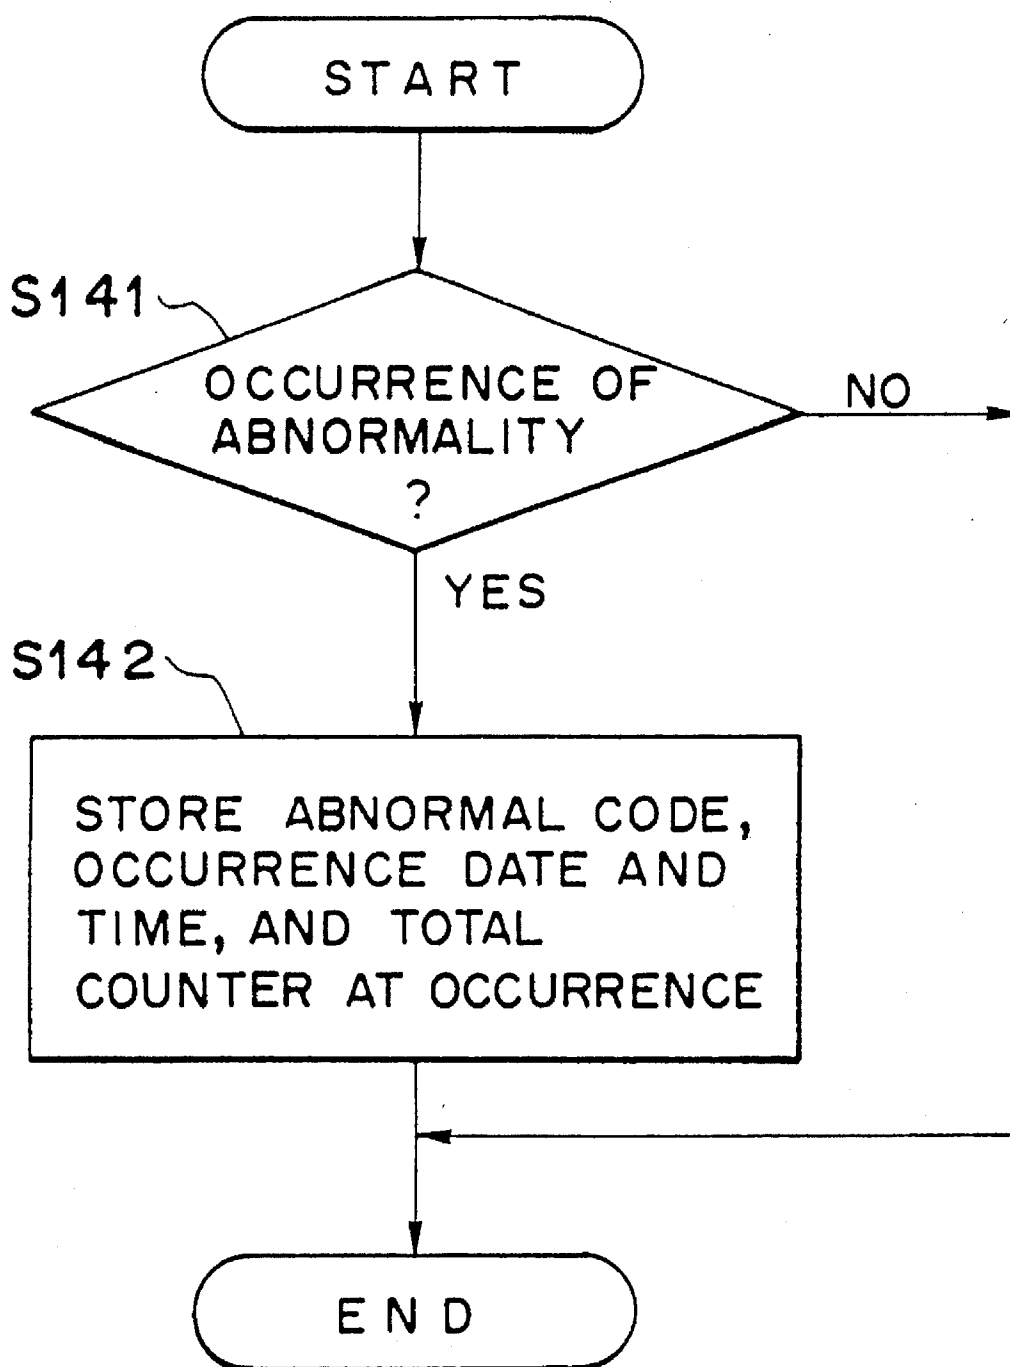 START
S141
OCCURRENCE OF
ABNORMALITY
?
NO
YES
S142
STORE ABNORMAL CODE,
OCCURRENCE DATE AND
TIME, AND TOTAL
COUNTER AT OCCURRENCE
END